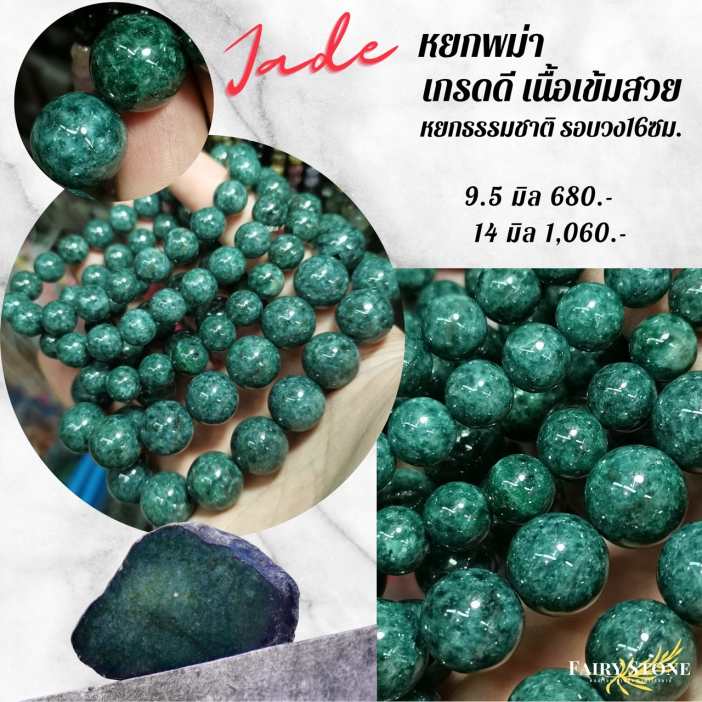 Jade
หยกพม่า
เกรดดี เนื้อเข้มสวย
หยกธรรมชาติ รอบวง16ซม.
9.5 มิล 680.-
14 มิล 1,060.-
FAIRY STONE